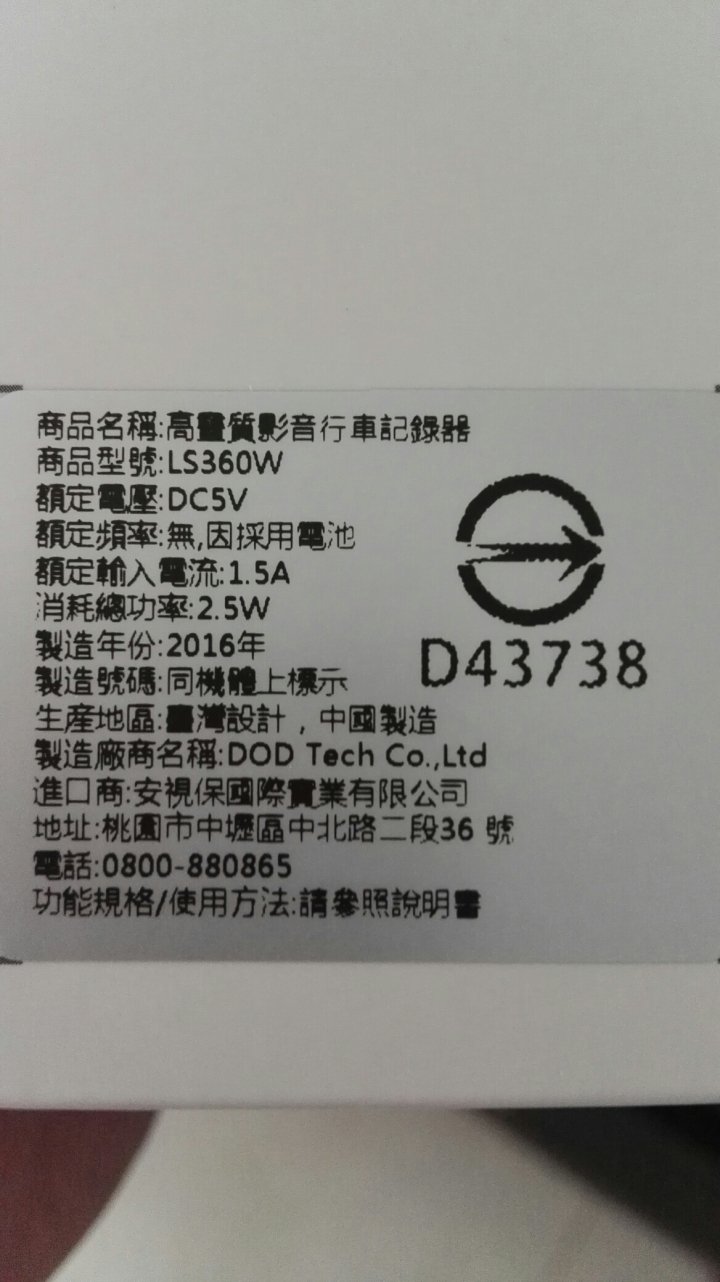 商品名稱:高畫質影音行車記錄器
商品型號:LS360W
額定電壓:DC5V
額定頻率:無,因採用電池
額定輸入電流:1.5A
消耗總功率:2.5W
製造年份:2016年
製造號碼:同機體上標示
D43738
生產地區:臺灣設計，中國製造
製造廠商名稱:DOD Tech Co.,Ltd
進口商:安視保國際實業有限公司
地址:桃園市中壢區中北路二段36 號
電話:0800-880865
功能規格/使用方法:請參照說明書